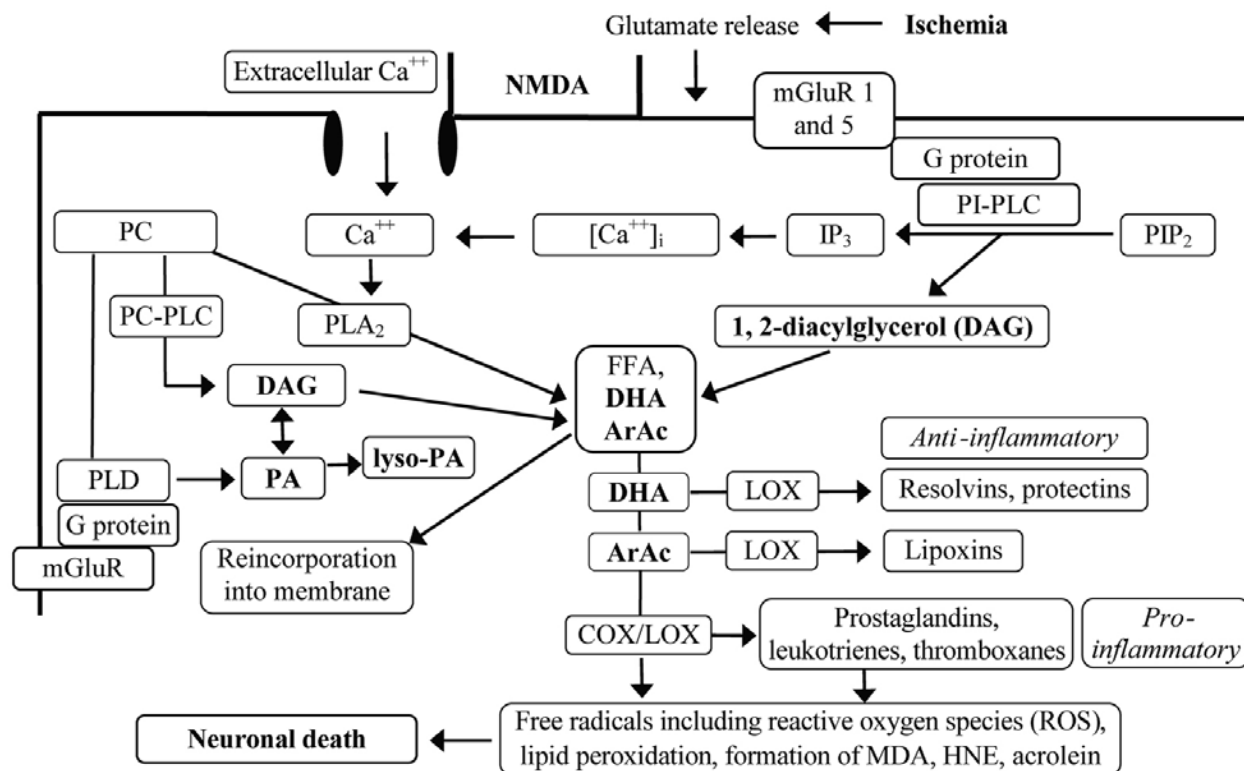 Glutamate release
Ischemia
Extracellular Ca⁺⁺
NMDA
mGluR 1
and 5
G protein
PI-PLC
PC
Ca⁺⁺
[Ca⁺⁺]ᵢ
IP₃
PIP₂
PC-PLC
PLA₂
1, 2-diacylglycerol (DAG)
FFA,
DHA
ArAc
DAG
Anti-inflammatory
lyso-PA
PLD
PA
DHA
LOX
Resolvins, protectins
G protein
mGluR
Reincorporation
into membrane
ArAc
LOX
Lipoxins
COX/LOX
Prostaglandins,
leukotrienes, thromboxanes
Pro-
inflammatory
Free radicals including reactive oxygen species (ROS),
lipid peroxidation, formation of MDA, HNE, acrolein
Neuronal death